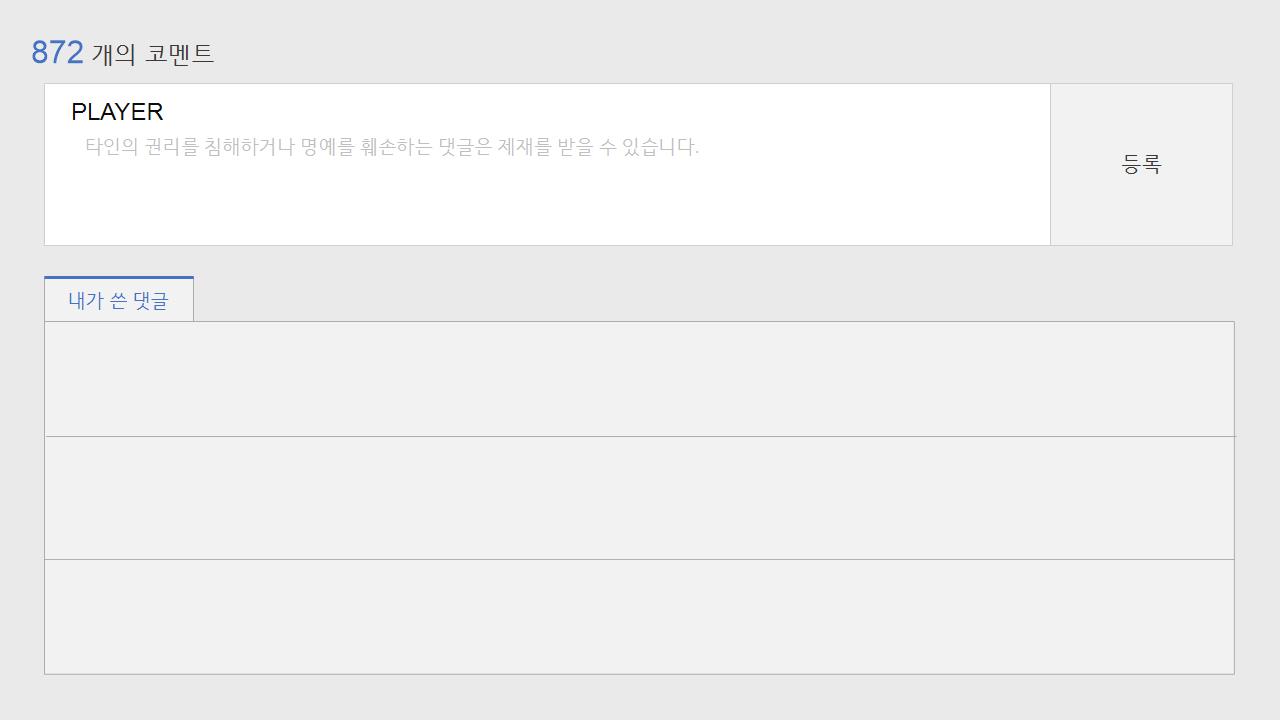 872 개의 코멘트
PLAYER
타인의 권리를 침해하거나 명예를 훼손하는 댓글은 제재를 받을 수 있습니다.
등록
내가 쓴 댓글